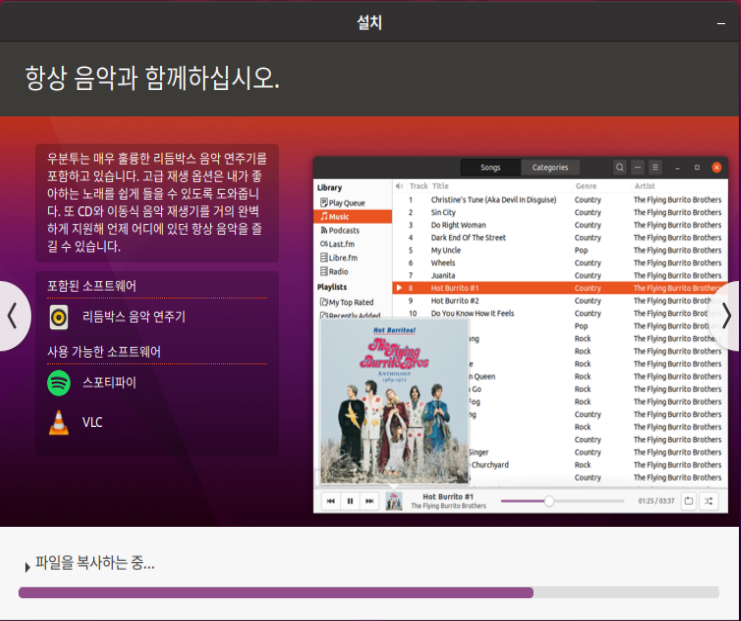 설치
항상 음악과 함께하십시오.
우분투는 매우 훌륭한 리듬박스 음악 연주기를
포함하고 있습니다. 고급 재생 옵션은 내가 좋
아하는 노래를 쉽게 들을 수 있도록 도와줍니
다. 또 CD와 이동식 음악 재생기를 거의 완벽
하게 지원해 언제 어디에 있던 항상 음악을 즐
길 수 있습니다.
포함된 소프트웨어
리듬박스 음악 연주기
사용 가능한 소프트웨어
스포티파이
VLC
Songs Categories
Library
Play Queue
Music
Podcasts
Last.fm
Libre.fm
Radio
Playlists
My Top Rated
Recently Added
Track Title Genre Artist
1 Christine's Tune (Aka Devil In Disguise) Country The Flying Burrito Brothers
2 Sin City Country The Flying Burrito Brothers
3 Do Right Woman Country The Flying Burrito Brothers
4 Dark End Of The Street Country The Flying Burrito Brothers
5 My Uncle Pop The Flying Burrito Brothers
6 Wheels Country The Flying Burrito Brothers
7 Juanita Country The Flying Burrito Brothers
8 Hot Burrito #1 Country The Flying Burrito Brothers
9 Hot Burrito #2 Country The Flying Burrito Broth
10 Do You Know How It Feels Country The Flying Burrito
Pop The Flying Burrito
ng Rock The Flying Burrito
Rock The Flying Burrito Brothers
e Rock The Flying Burrito Brothers
n Queen Rock The Flying Burrito Brothers
Go Rock The Flying Burrito Brothers
Fog Rock The Flying Burrito Brothers
ng Country The Flying Burrito Brothers
Rock The Flying Burrito Brothers
Country The Flying Burrito Brothers
Singer Country The Flying Burrito Brothers
Churchyard Rock The Flying Burrito Brothers
Country The Flying Burrito Brothers
Hot Burritos!
The Flying
Burrito Bros
ANTHOLOGY
1969-1972
Hot Burrito #1
The Flying Burrito Brothers
01:25 / 03:37
파일을 복사하는 중...